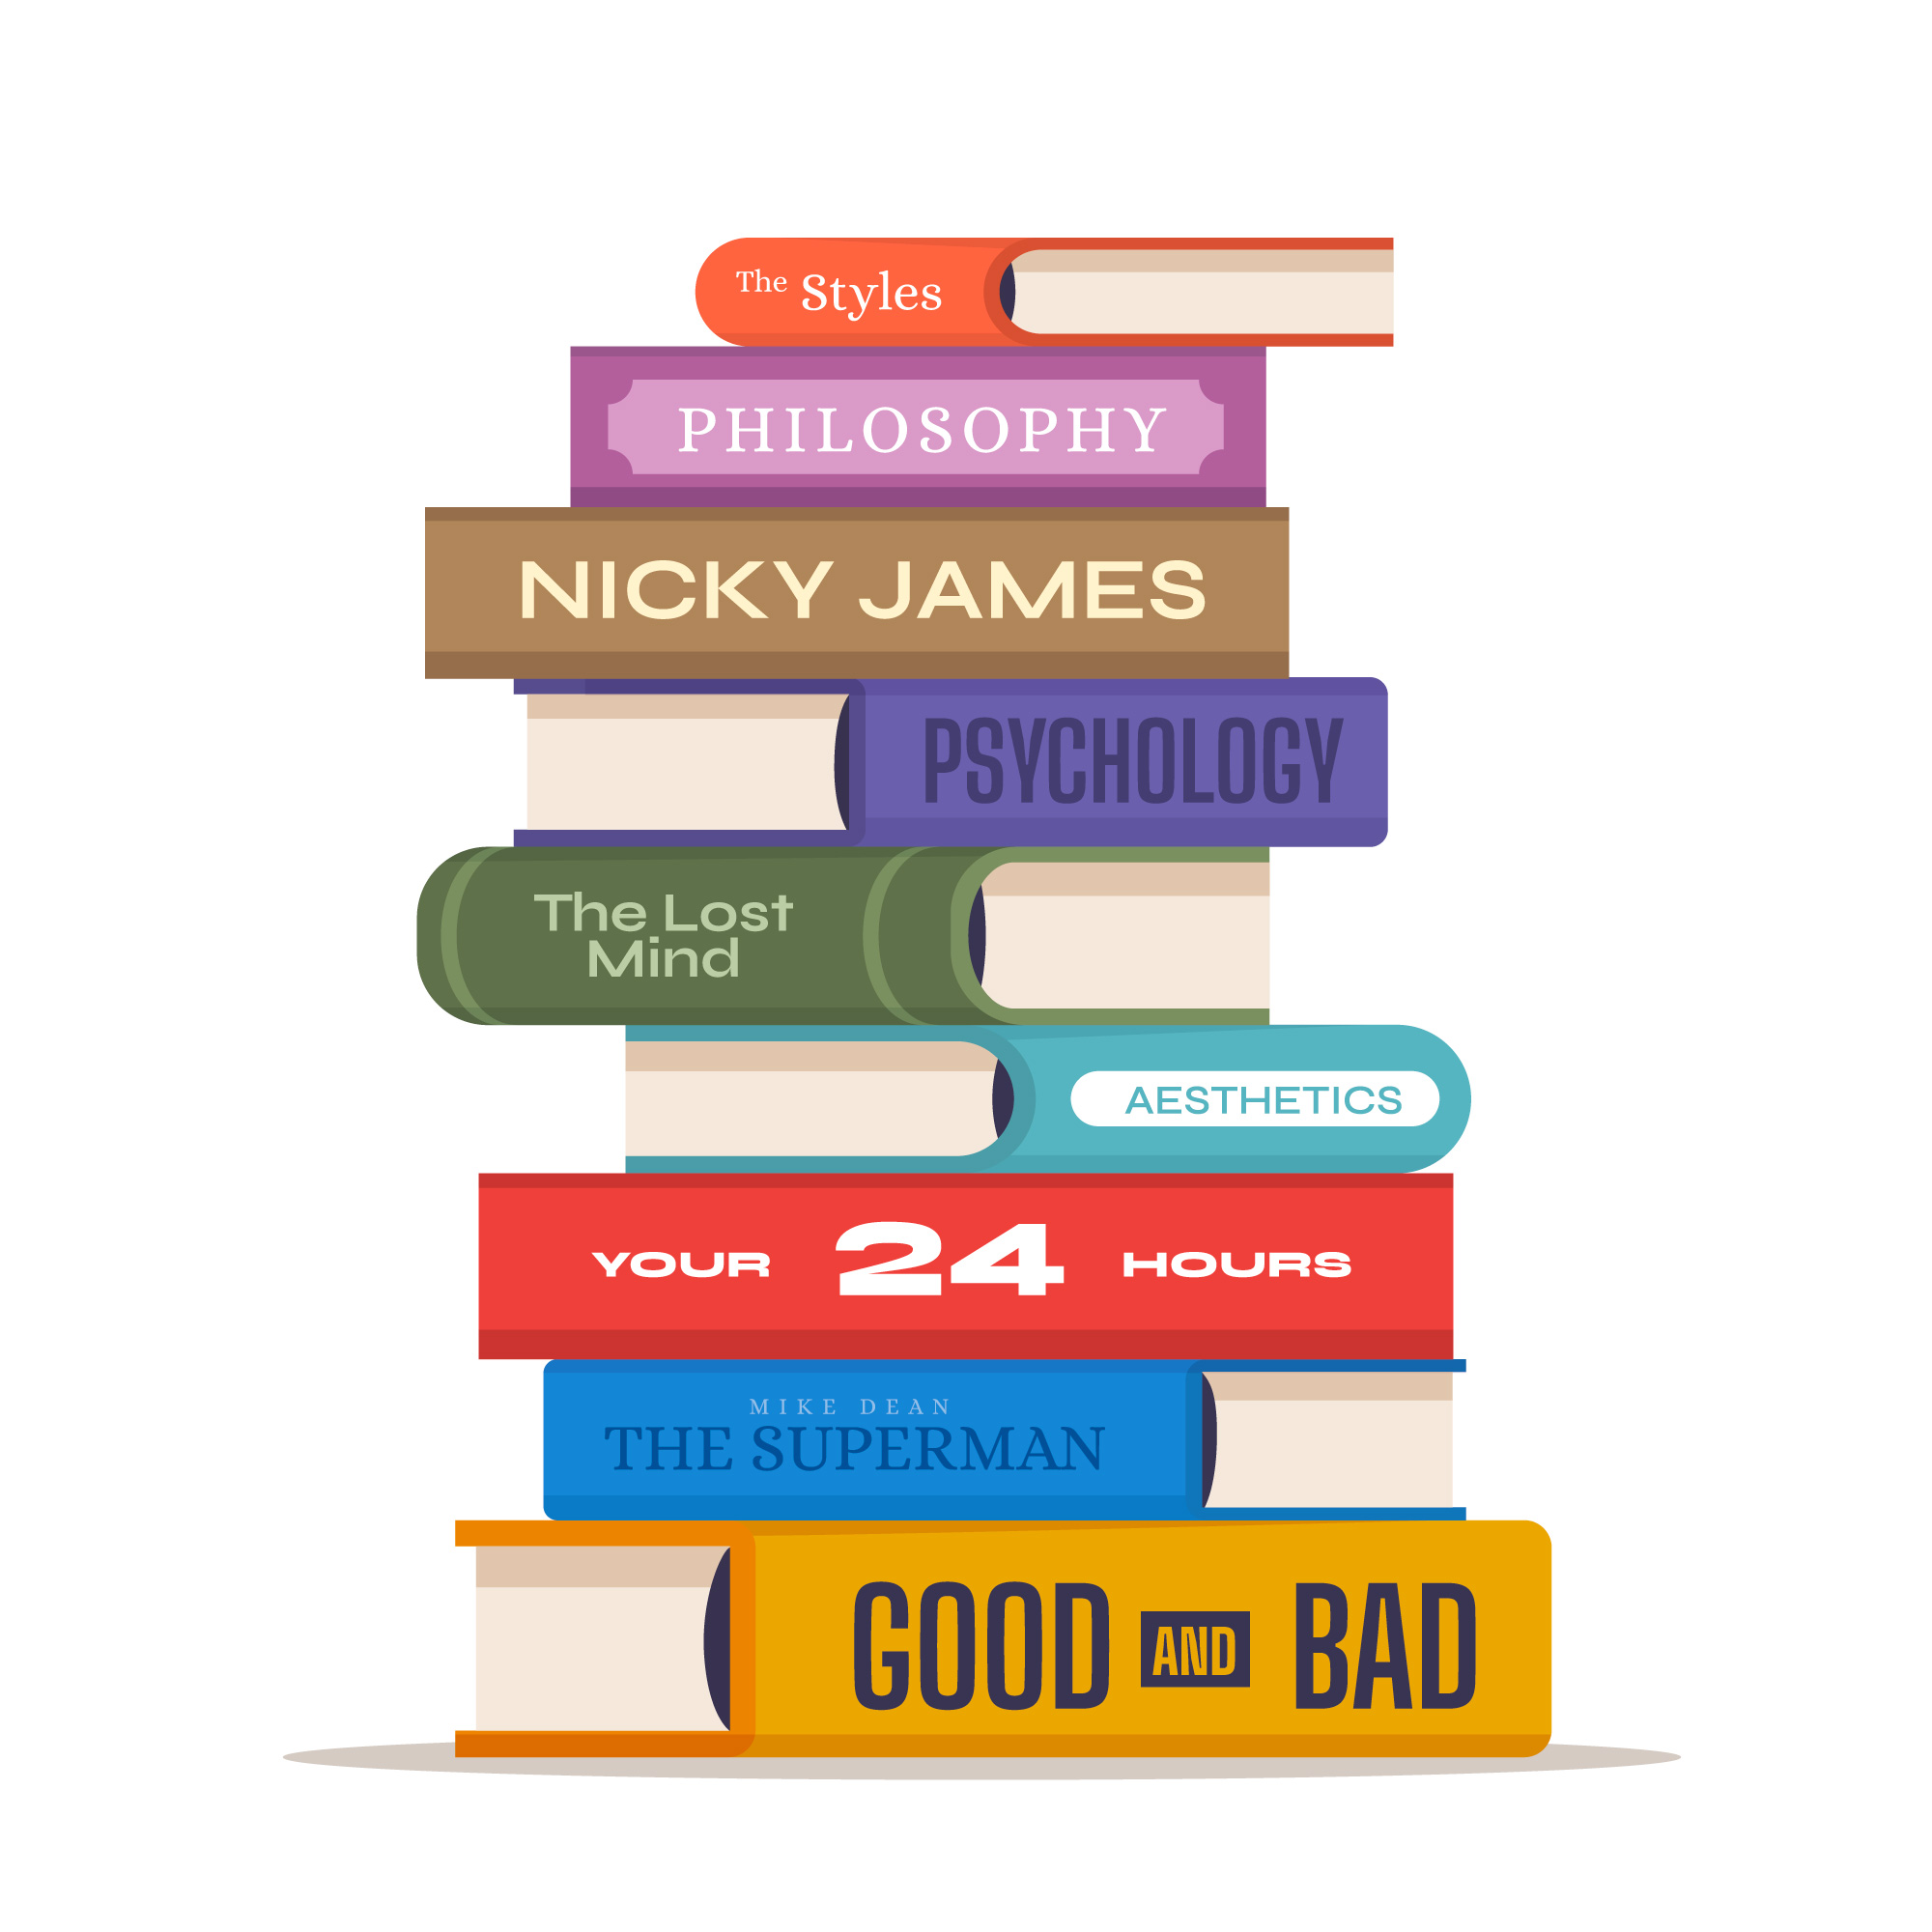 The Styles
PHILOSOPHY
NICKY JAMES
PSYCHOLOGY
The Lost
Mind
AESTHETICS
YOUR 24 HOURS
MIKE DEAN
THE SUPERMAN
GOOD AND BAD